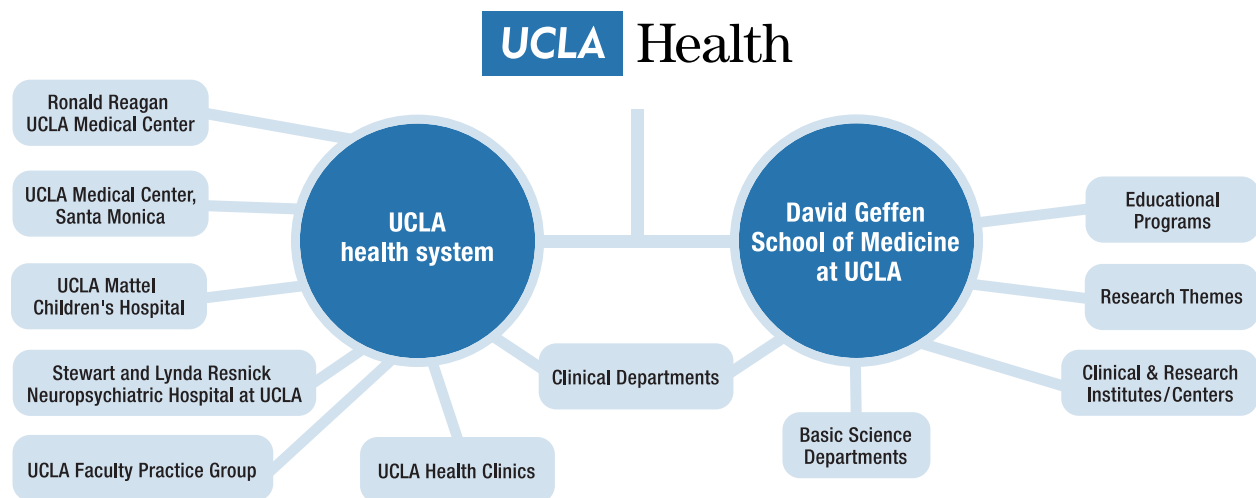 UCLA Health
Ronald Reagan
UCLA Medical Center
UCLA Medical Center,
Santa Monica
UCLA Mattel
Children's Hospital
Stewart and Lynda Resnick
Neuropsychiatric Hospital at UCLA
UCLA Faculty Practice Group
UCLA
health system
UCLA Health Clinics
Clinical Departments
David Geffen
School of Medicine
at UCLA
Basic Science
Departments
Educational
Programs
Research Themes
Clinical & Research
Institutes/Centers